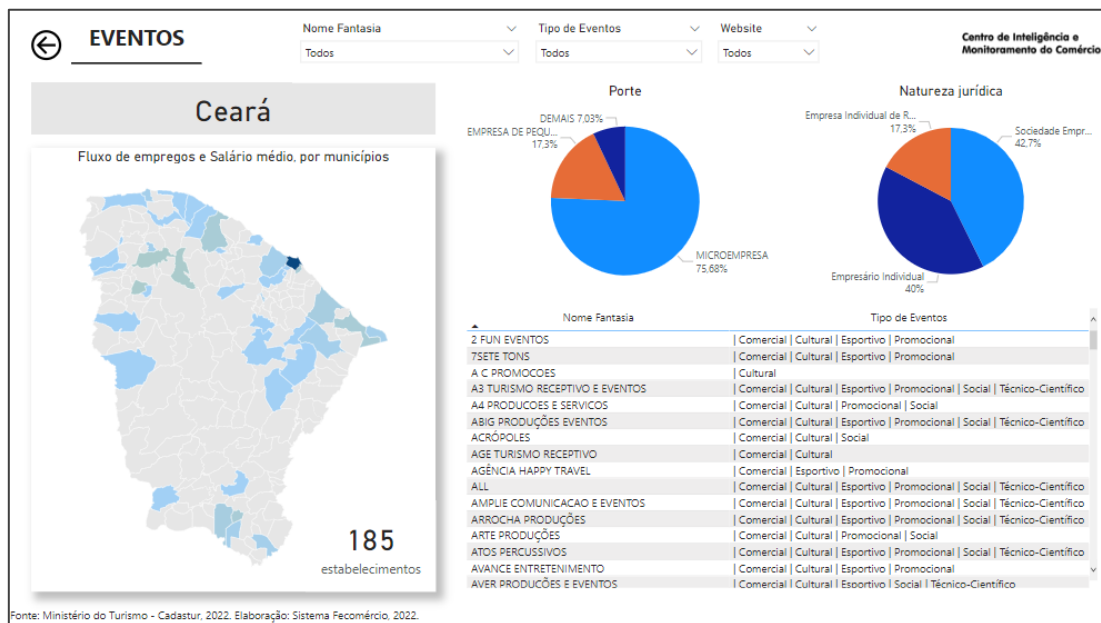 EVENTOS
Nome Fantasia
Todos
Tipo de Eventos
Todos
Website
Todos
Centro de Inteligência e
Monitoramento do Comércio
Ceará
Fluxo de empregos e Salário médio, por municípios
185
estabelecimentos
Porte
DEMAIS 7,03%
EMPRESA DE PEQU...
17,3%
MICROEMPRESA
75,68%
Natureza jurídica
Empresa Individual de R...
17,3%
Sociedade Empr...
42,7%
Empresário Individual
40%
Nome Fantasia Tipo de Eventos
2 FUN EVENTOS | Comercial | Cultural | Esportivo | Promocional
7SETE TONS | Comercial | Cultural | Esportivo | Promocional
A C PROMOCOES | Cultural
A3 TURISMO RECEPTIVO E EVENTOS | Comercial | Cultural | Esportivo | Promocional | Social | Técnico-Científico
A4 PRODUCOES E SERVICOS | Comercial | Cultural | Promocional | Social
ABIG PRODUÇÕES EVENTOS | Comercial | Cultural | Esportivo | Promocional | Social | Técnico-Científico
ACRÓPOLES | Comercial | Cultural | Social
AGE TURISMO RECEPTIVO | Comercial | Cultural
AGÊNCIA HAPPY TRAVEL | Comercial | Esportivo | Promocional
ALL | Comercial | Cultural | Esportivo | Promocional | Social | Técnico-Científico
AMPLIE COMUNICACAO E EVENTOS | Comercial | Cultural | Esportivo | Promocional | Social | Técnico-Científico
ARROCHA PRODUÇÕES | Comercial | Cultural | Esportivo | Promocional | Social | Técnico-Científico
ARTE PRODUÇÕES | Comercial | Cultural | Promocional | Social
ATOS PERCUSSIVOS | Comercial | Cultural | Esportivo | Promocional | Social | Técnico-Científico
AVANCE ENTRETENIMENTO | Comercial | Cultural | Esportivo | Promocional
AVER PRODUCÕES E EVENTOS | Comercial | Cultural | Esportivo | Social | Técnico-Científico
Fonte: Ministério do Turismo - Cadastur, 2022. Elaboração: Sistema Fecomércio, 2022.